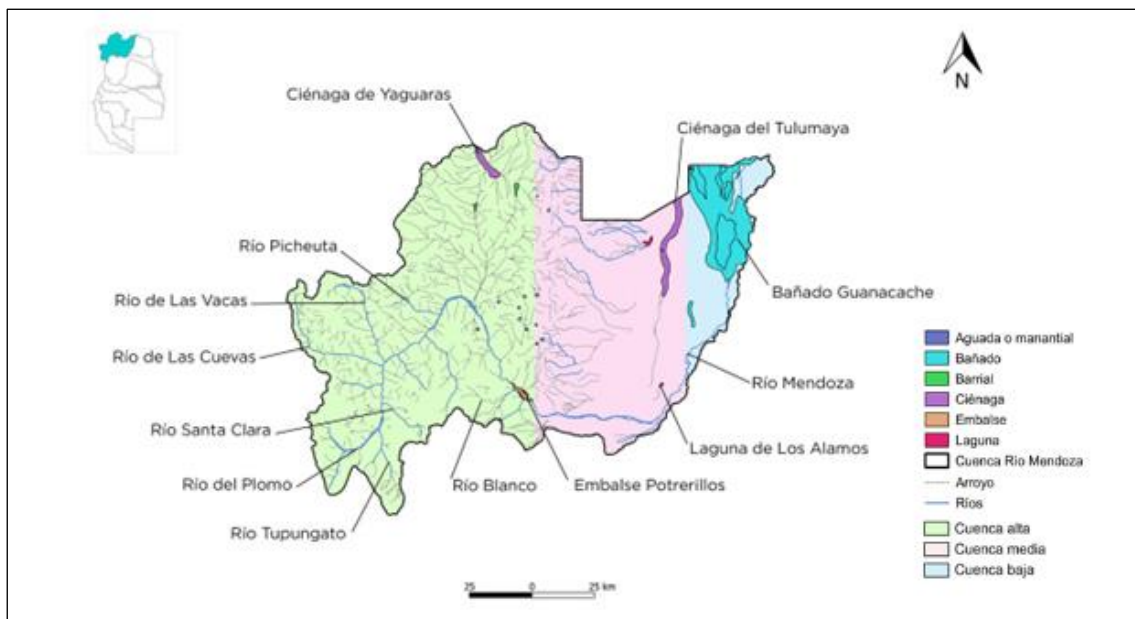 N
Ciénaga de Yaguaras
Ciénaga del Tulumaya
Río Picheuta
Río de Las Vacas
Bañado Guanacache
Río de Las Cuevas
Río Mendoza
Río Santa Clara
Laguna de Los Alamos
Río del Plomo
Río Blanco
Embalse Potrerillos
Río Tupungato
Aguada o manantial
Bañado
Barrial
Ciénaga
Embalse
Laguna
Cuenca Río Mendoza
Arroyo
Ríos
Cuenca alta
Cuenca media
Cuenca baja
25 0 25 km